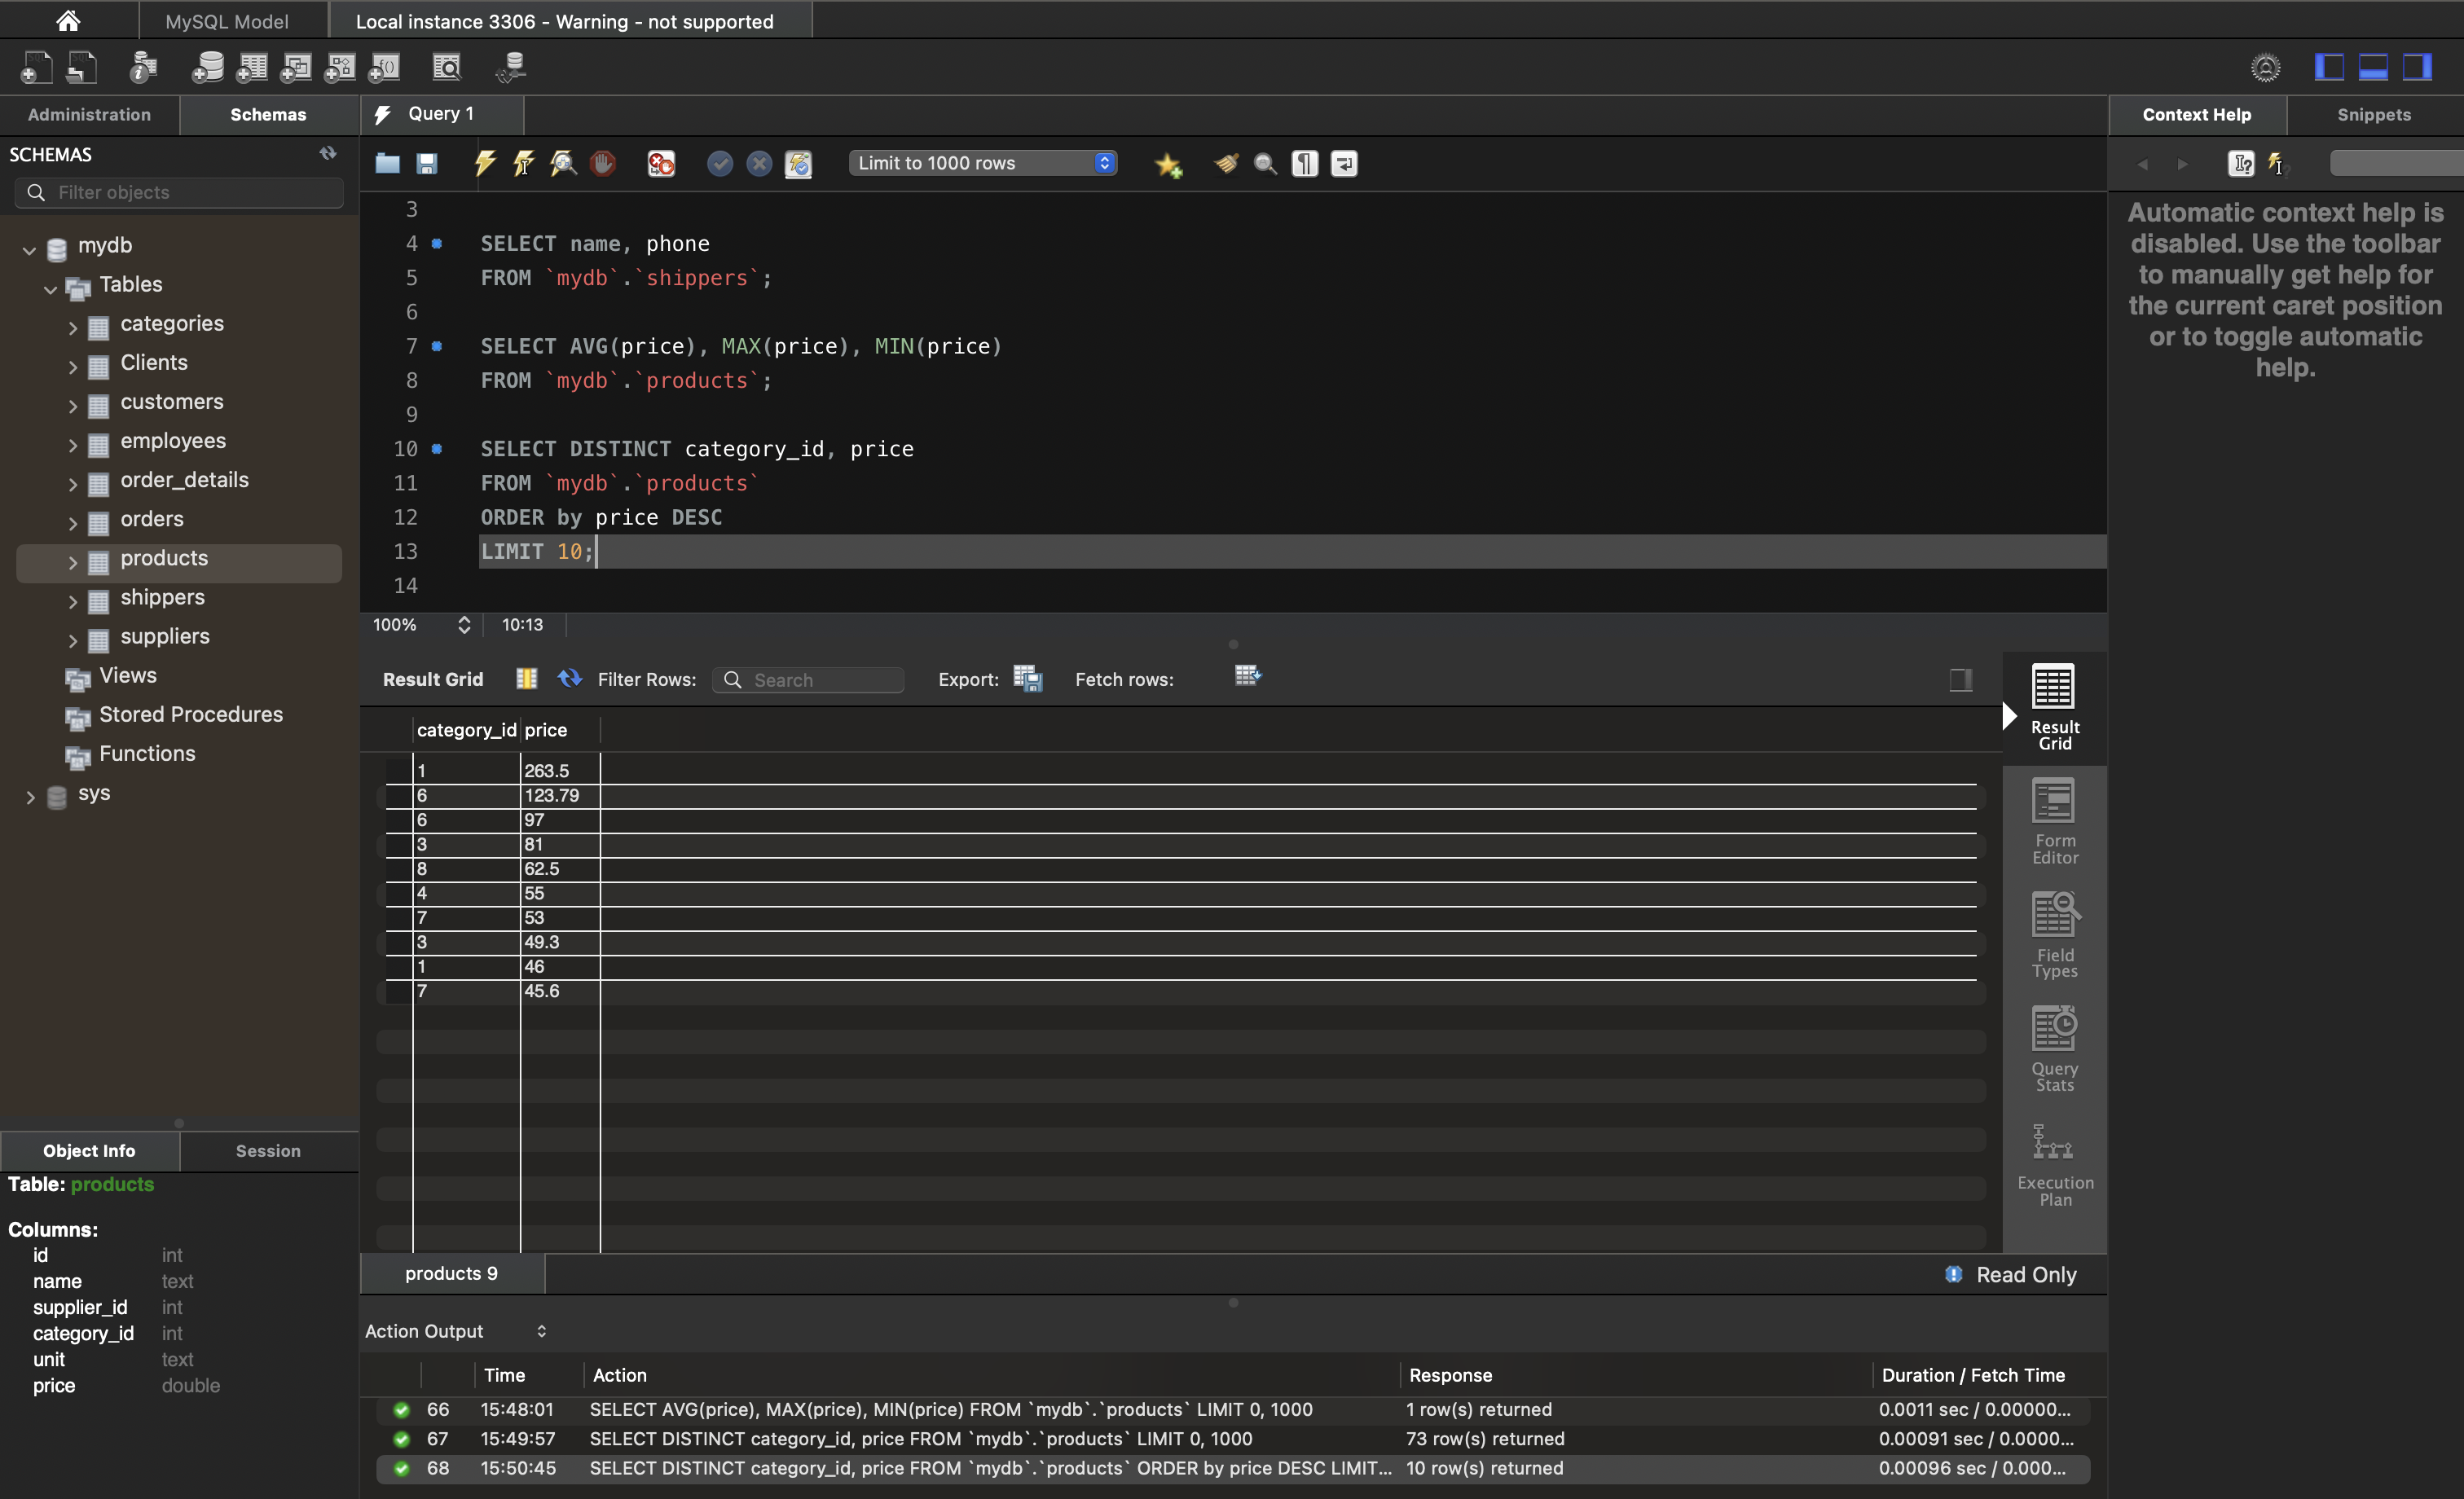 MySQL Model
Local instance 3306 - Warning - not supported
Administration
Schemas
Query 1
Context Help
Snippets
SCHEMAS
Filter objects
Limit to 1000 rows
mydb
Tables
categories
Clients
customers
employees
order_details
orders
products
shippers
suppliers
Views
Stored Procedures
Functions
sys
3
4 SELECT name, phone
5 FROM `mydb`.`shippers`;
6
7 SELECT AVG(price), MAX(price), MIN(price)
8 FROM `mydb`.`products`;
9
10 SELECT DISTINCT category_id, price
11 FROM `mydb`.`products`
12 ORDER by price DESC
13 LIMIT 10;
14
100%
10:13
Automatic context help is
disabled. Use the toolbar
to manually get help for
the current caret position
or to toggle automatic
help.
Result Grid
Filter Rows:
Search
Export:
Fetch rows:
category_id price
1 263.5
6 123.79
6 97
3 81
8 62.5
4 55
7 53
3 49.3
1 46
7 45.6
Result
Grid
Form
Editor
Field
Types
Query
Stats
Execution
Plan
Object Info
Session
Table: products
Columns:
id int
name text
supplier_id int
category_id int
unit text
price double
products 9
Read Only
Action Output
Time Action Response Duration / Fetch Time
66 15:48:01 SELECT AVG(price), MAX(price), MIN(price) FROM `mydb`.`products` LIMIT 0, 1000 1 row(s) returned 0.0011 sec / 0.00000...
67 15:49:57 SELECT DISTINCT category_id, price FROM `mydb`.`products` LIMIT 0, 1000 73 row(s) returned 0.00091 sec / 0.0000...
68 15:50:45 SELECT DISTINCT category_id, price FROM `mydb`.`products` ORDER by price DESC LIMIT... 10 row(s) returned 0.00096 sec / 0.000...